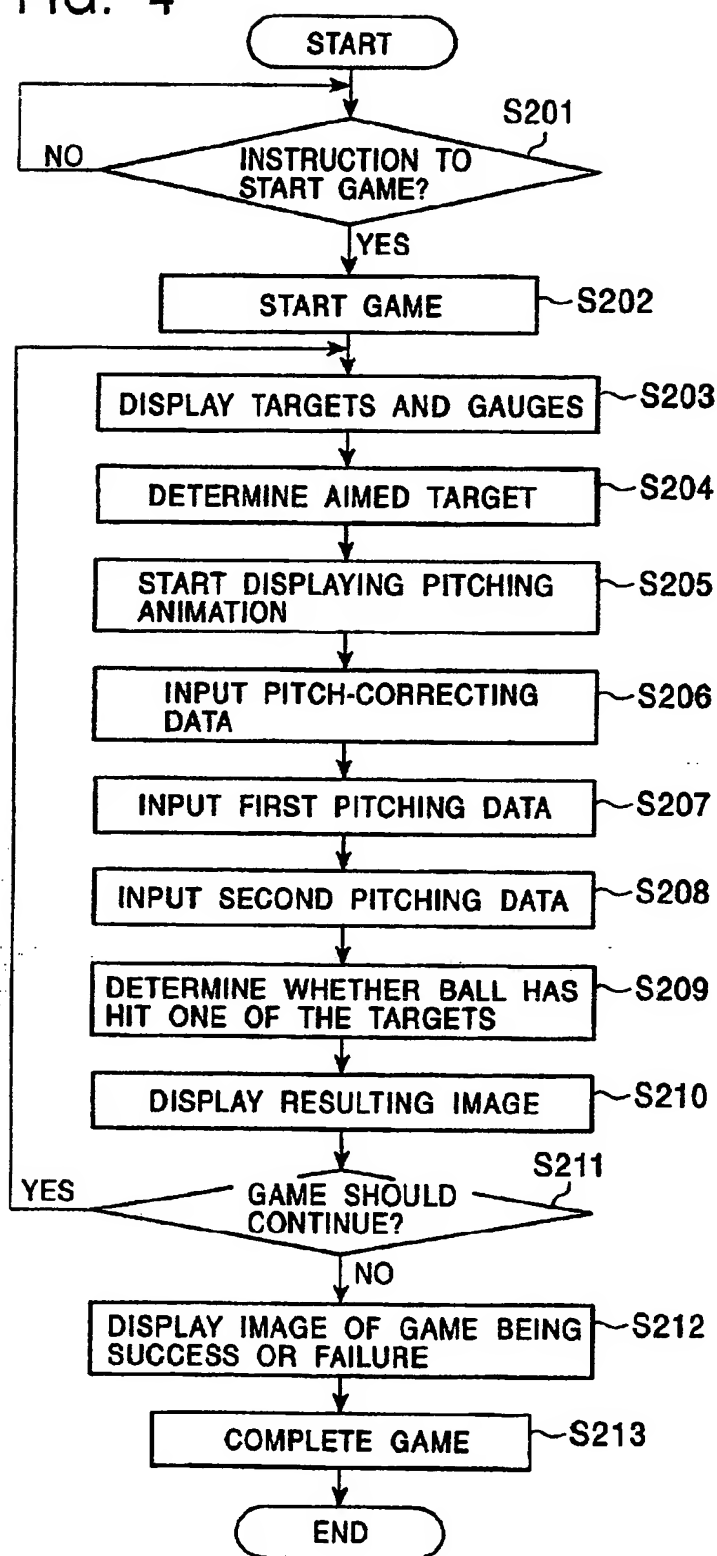 FIG. 4
START
S201
NO
INSTRUCTION TO
START GAME?
YES
START GAME
S202
DISPLAY TARGETS AND GAUGES
S203
DETERMINE AIMED TARGET
S204
START DISPLAYING PITCHING
ANIMATION
S205
INPUT PITCH-CORRECTING
DATA
S206
INPUT FIRST PITCHING DATA
S207
INPUT SECOND PITCHING DATA
S208
DETERMINE WHETHER BALL HAS
HIT ONE OF THE TARGETS
S209
DISPLAY RESULTING IMAGE
S210
S211
YES
GAME SHOULD
CONTINUE?
NO
DISPLAY IMAGE OF GAME BEING
SUCCESS OR FAILURE
S212
COMPLETE GAME
S213
END